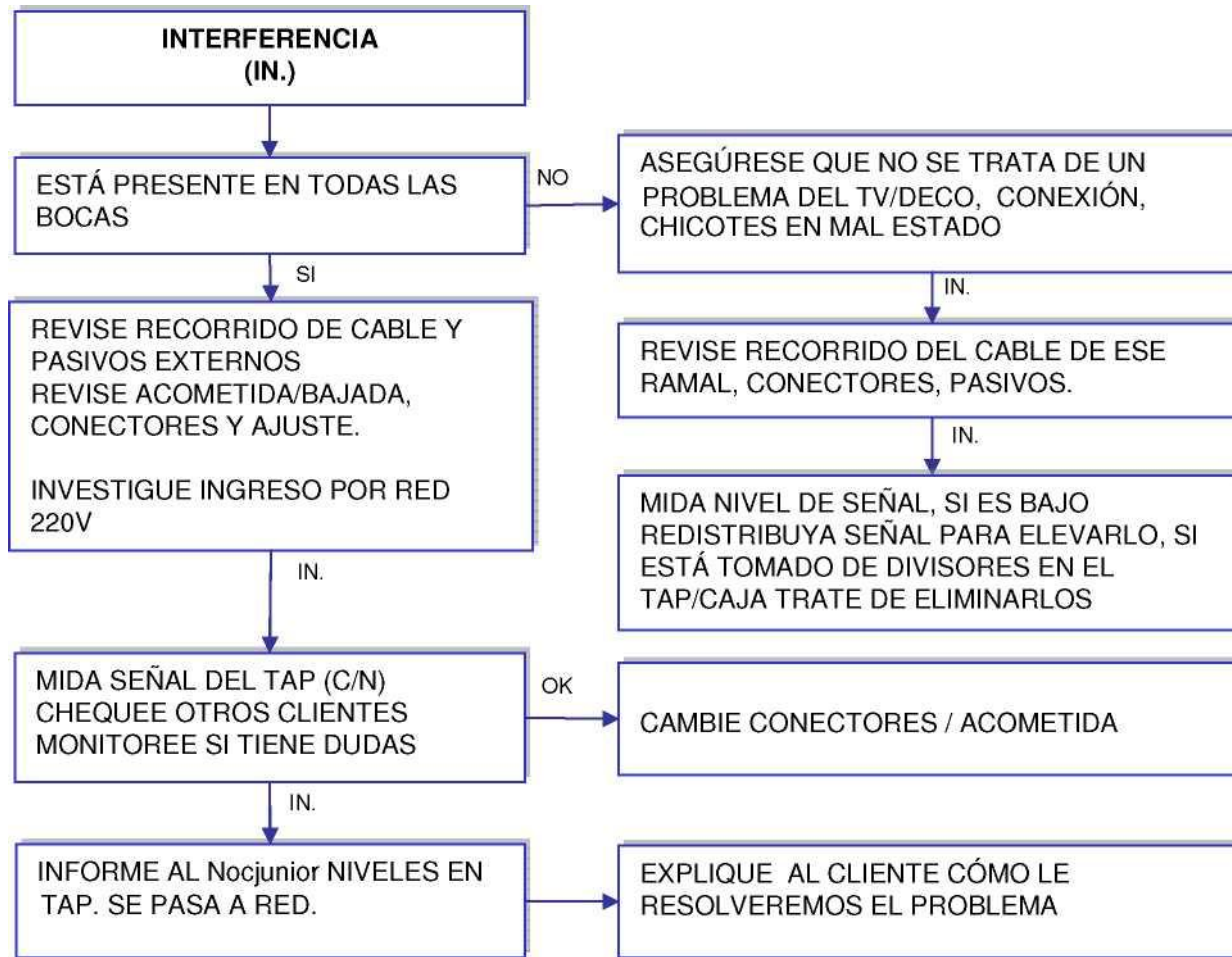 INTERFERENCIA
(IN.)
ESTÁ PRESENTE EN TODAS LAS
BOCAS
NO
ASEGÚRESE QUE NO SE TRATA DE UN
PROBLEMA DEL TV/DECO, CONEXIÓN,
CHICOTES EN MAL ESTADO
SI
IN.
REVISE RECORRIDO DE CABLE Y
PASIVOS EXTERNOS
REVISE ACOMETIDA/BAJADA,
CONECTORES Y AJUSTE.
INVESTIGUE INGRESO POR RED
220V
REVISE RECORRIDO DEL CABLE DE ESE
RAMAL, CONECTORES, PASIVOS.
IN.
MIDA NIVEL DE SEÑAL, SI ES BAJO
REDISTRIBUYA SEÑAL PARA ELEVARLO, SI
ESTÁ TOMADO DE DIVISORES EN EL
TAP/CAJA TRATE DE ELIMINARLOS
IN.
MIDA SEÑAL DEL TAP (C/N)
CHEQUEE OTROS CLIENTES
MONITOREE SI TIENE DUDAS
OK
CAMBIE CONECTORES / ACOMETIDA
IN.
INFORME AL Nocjunior NIVELES EN
TAP. SE PASA A RED.
EXPLIQUE AL CLIENTE CÓMO LE
RESOLVEREMOS EL PROBLEMA